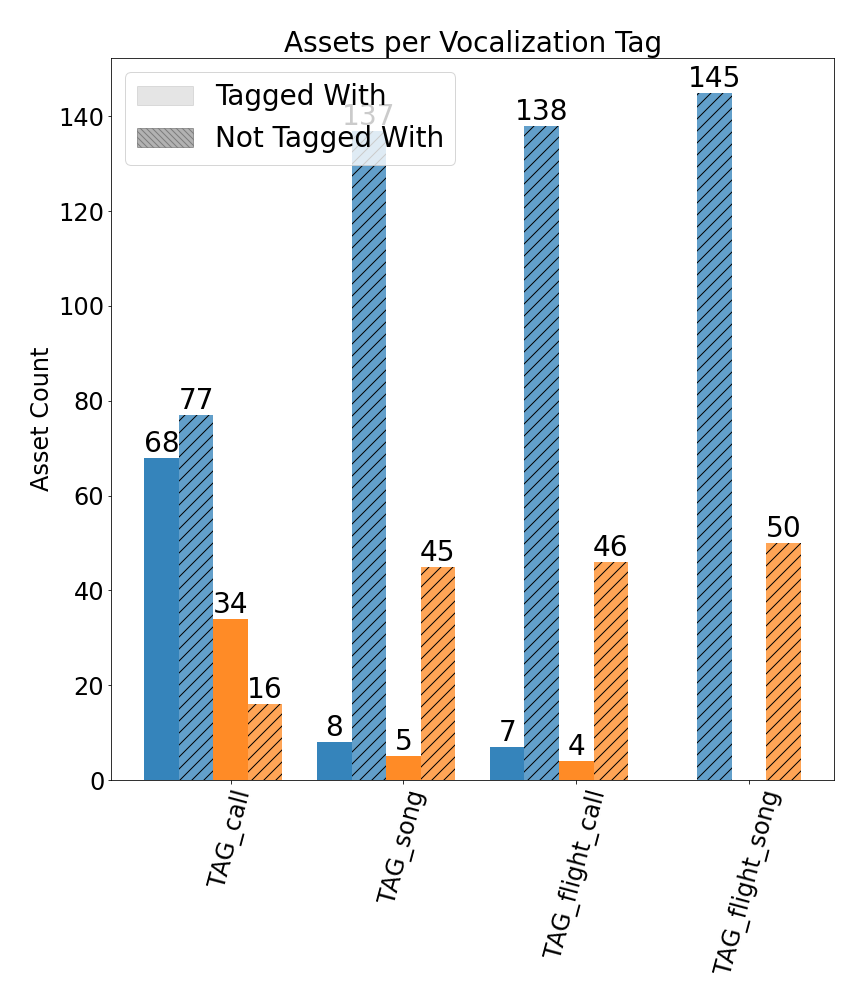 Assets per Vocalization Tag
Tagged With
Not Tagged With
Asset Count
140
120
100
80
60
40
20
0
68
77
34
16
8
137
5
45
7
138
4
46
145
50
TAG_call
TAG_song
TAG_flight_call
TAG_flight_song